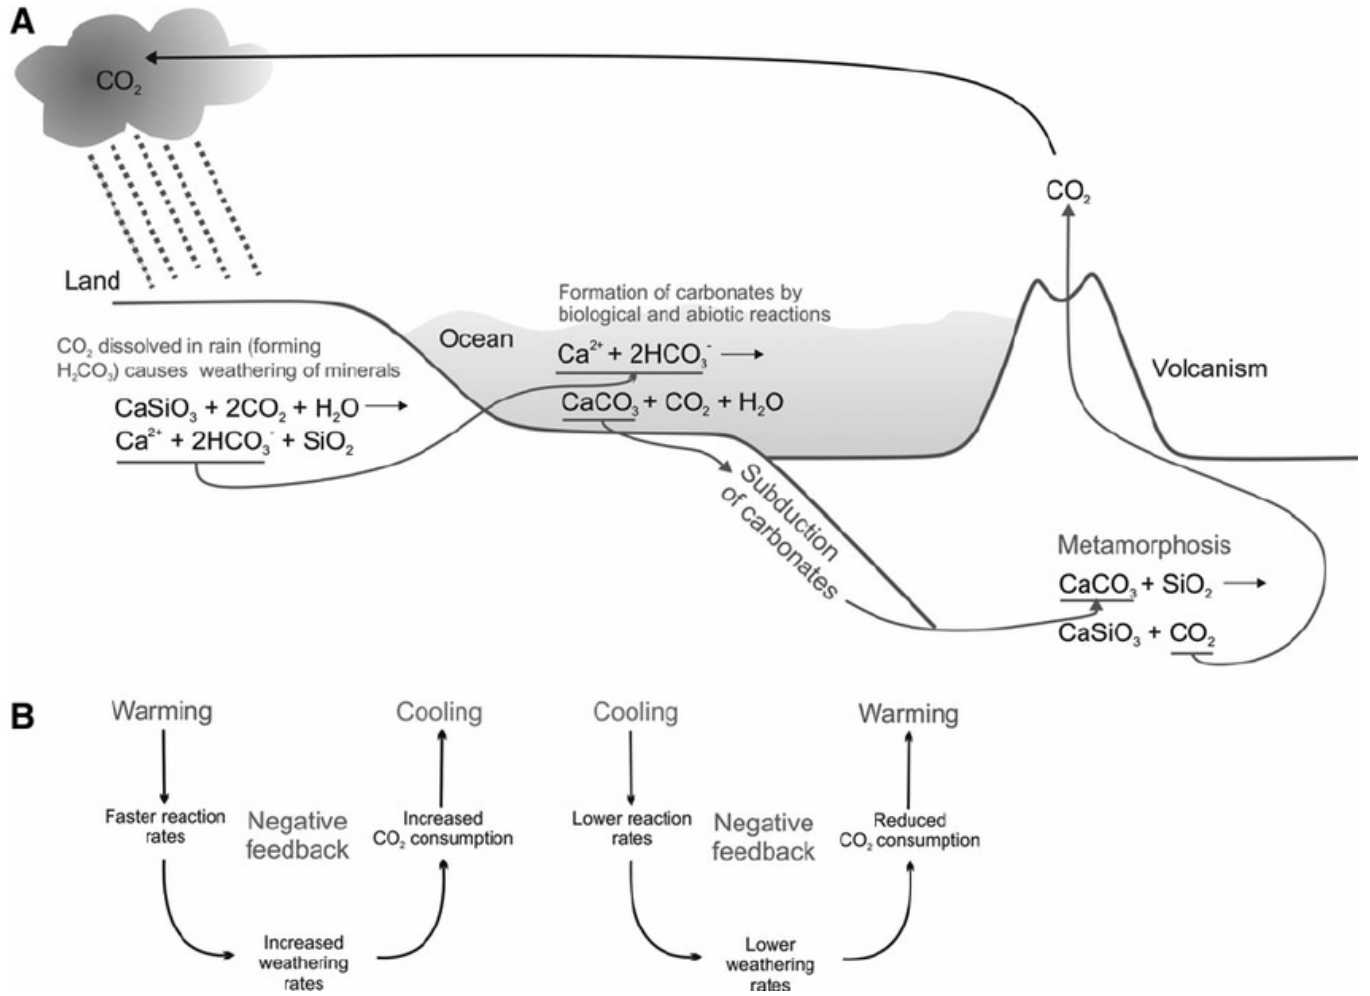 A
CO₂
CO₂
Land
Formation of carbonates by
biological and abiotic reactions
Ocean
CO₂ dissolved in rain (forming
H₂CO₃) causes weathering of minerals
Ca²⁺ + 2HCO₃⁻ →
Volcanism
CaSiO₃ + 2CO₂ + H₂O →
CaCO₃ + CO₂ + H₂O
Ca²⁺ + 2HCO₃⁻ + SiO₂
Subduction
of carbonates
Metamorphosis
CaCO₃ + SiO₂ →
CaSiO₃ + CO₂
B
Warming
Cooling
Cooling
Warming
Faster reaction
rates
Negative
feedback
Increased
CO₂ consumption
Lower reaction
rates
Negative
feedback
Reduced
CO₂ consumption
Increased
weathering
rates
Lower
weathering
rates